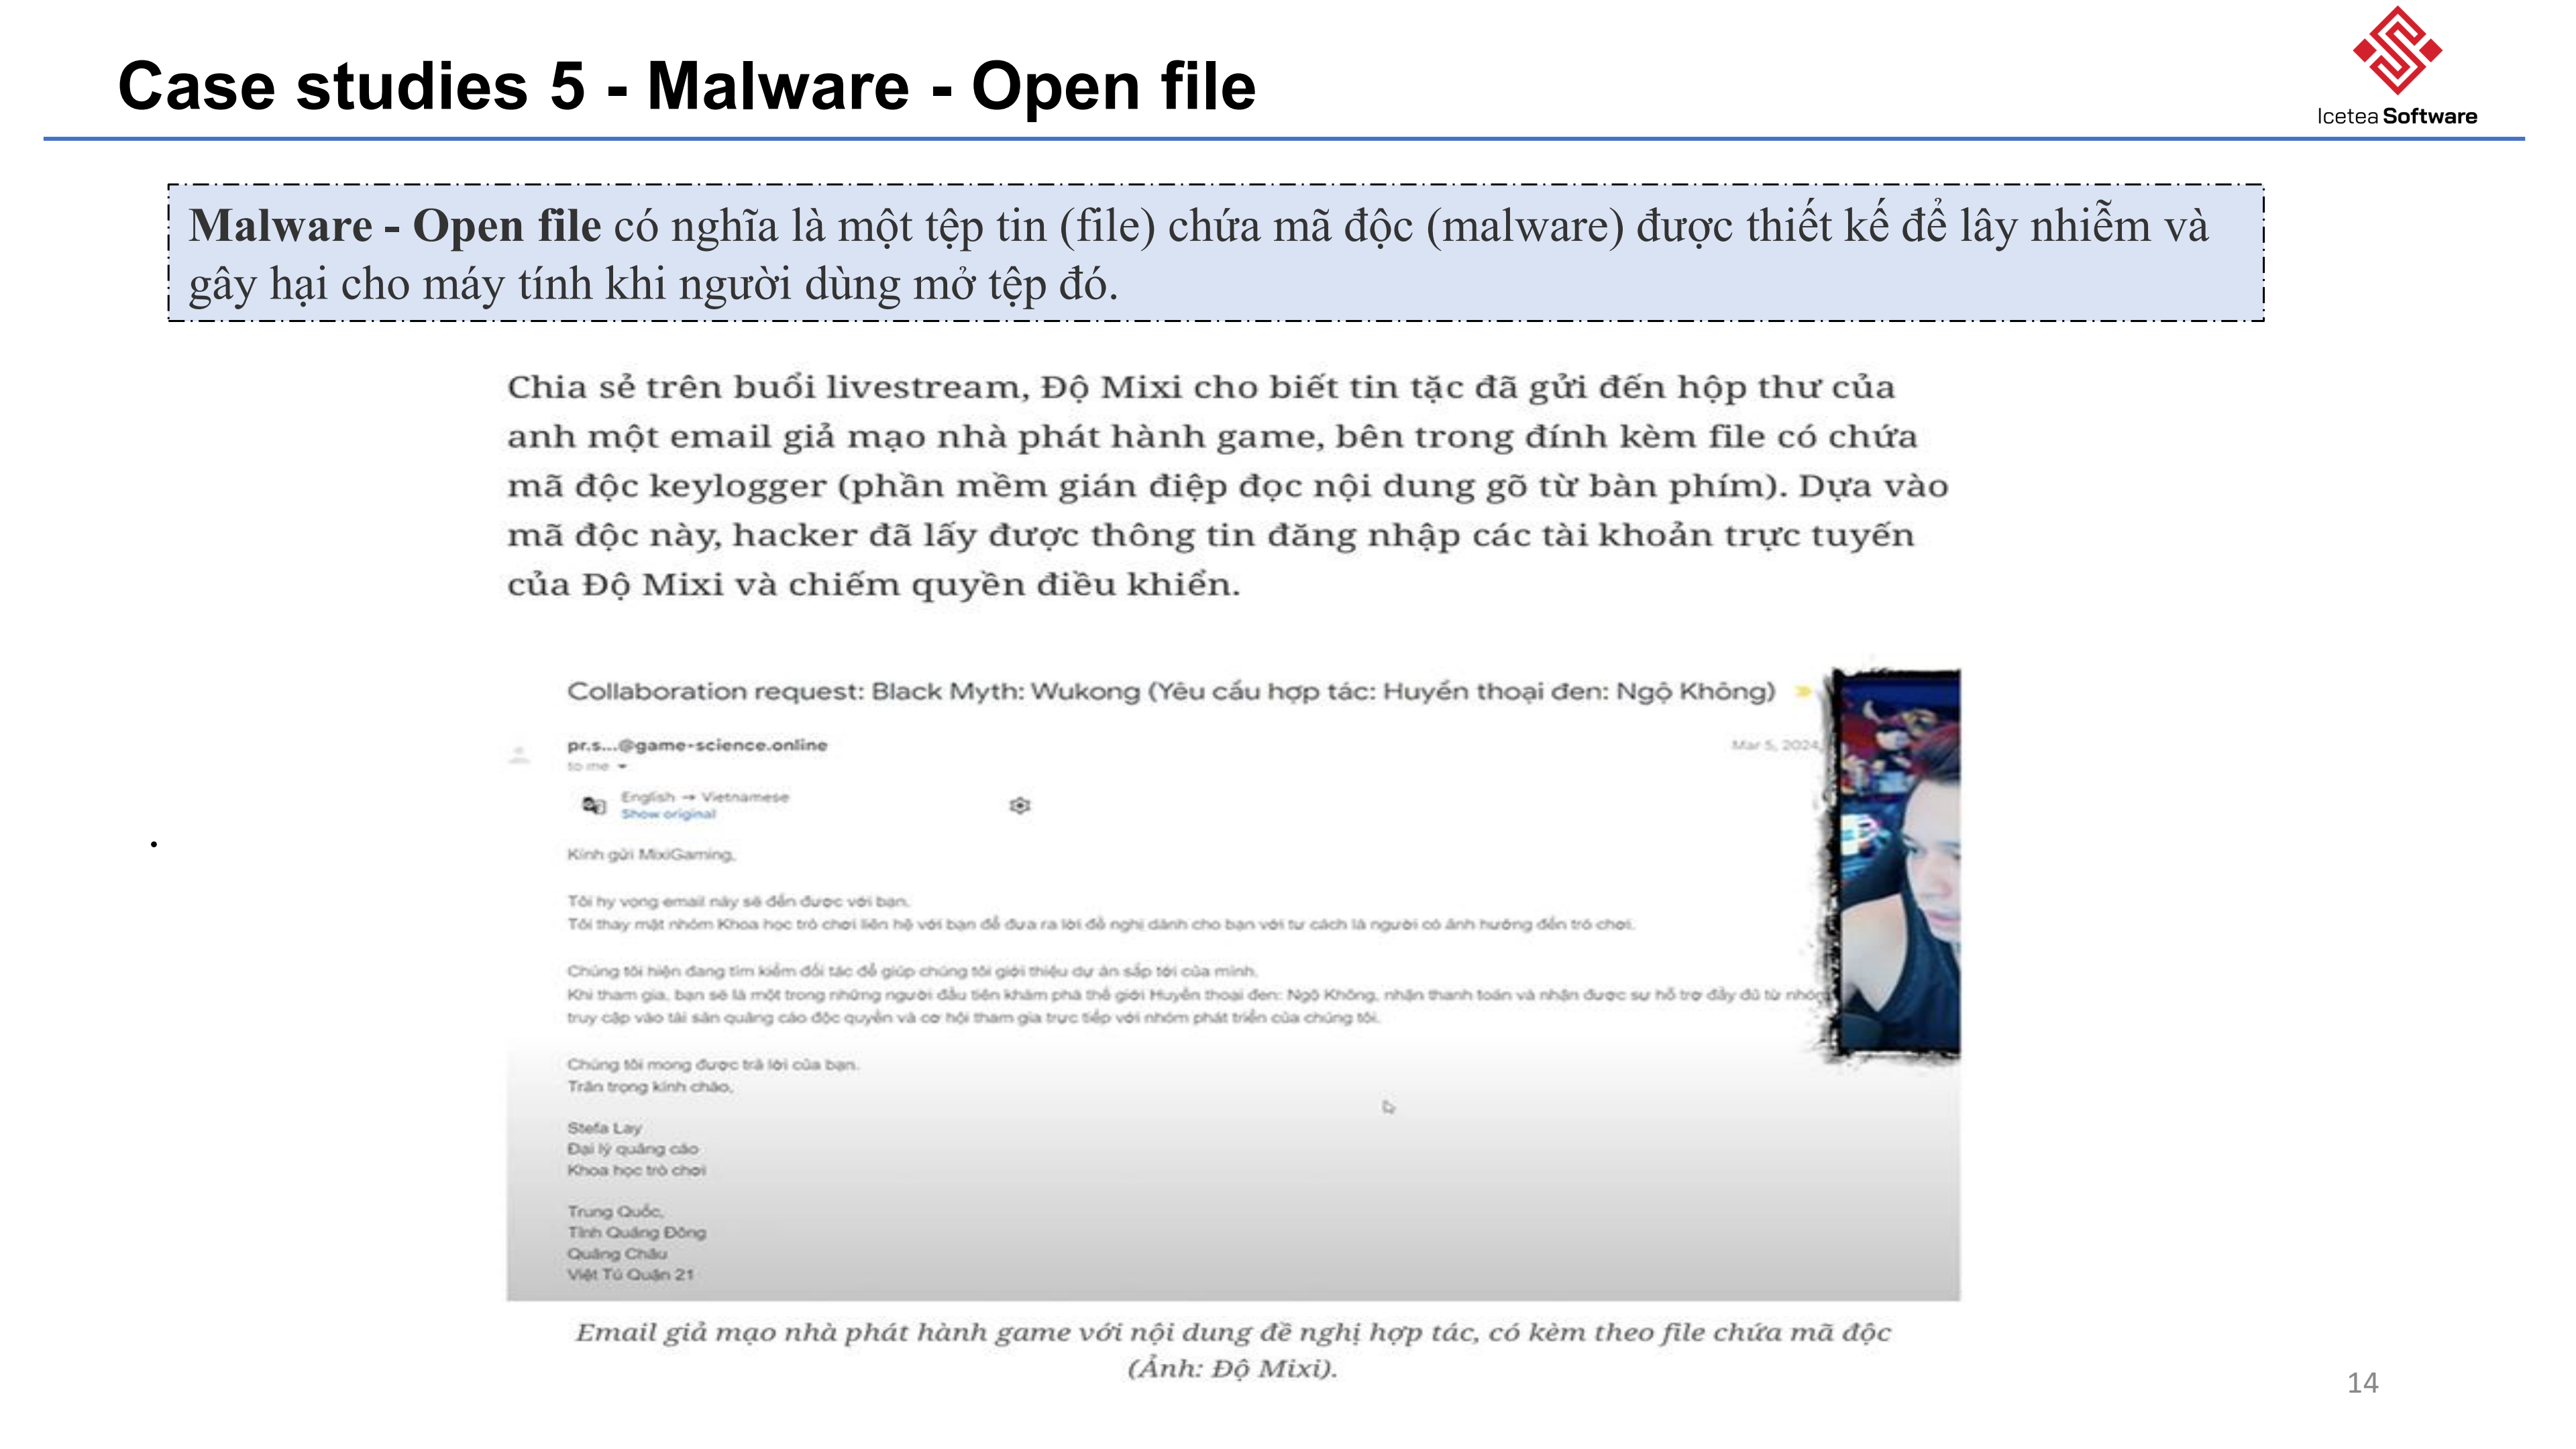 Case studies 5 - Malware - Open file
Icetea Software
Malware - Open file có nghĩa là một tệp tin (file) chứa mã độc (malware) được thiết kế để lây nhiễm và
gây hại cho máy tính khi người dùng mở tệp đó.
Chia sẻ trên buổi livestream, Độ Mixi cho biết tin tặc đã gửi đến hộp thư của
anh một email giả mạo nhà phát hành game, bên trong đính kèm file có chứa
mã độc keylogger (phần mềm gián điệp đọc nội dung gõ từ bàn phím). Dựa vào
mã độc này, hacker đã lấy được thông tin đăng nhập các tài khoản trực tuyến
của Độ Mixi và chiếm quyền điều khiển.
Collaboration request: Black Myth: Wukong (Yêu cầu hợp tác: Huyền thoại đen: Ngộ Không)
pr.s...@game-science.online
Mar 5, 2024,
to me
English → Vietnamese
Show original
Kính gửi MixiGaming,
Tôi hy vọng email này sẽ đến được với bạn.
Tôi thay mặt nhóm Khoa học trò chơi liên hệ với bạn để đưa ra lời đề nghị dành cho bạn với tư cách là người có ảnh hưởng đến trò chơi.
Chúng tôi hiện đang tìm kiếm đối tác để giúp chúng tôi giới thiệu dự án sắp tới của mình.
Khi tham gia, bạn sẽ là một trong những người đầu tiên khám phá thế giới Huyền thoại đen: Ngộ Không, nhận thanh toán và nhận được sự hỗ trợ đầy đủ từ nhóm
truy cập vào tài sản quảng cáo độc quyền và cơ hội tham gia trực tiếp với nhóm phát triển của chúng tôi.
Chúng tôi mong được trả lời của bạn.
Trân trọng kính chào,
Stefa Lay
Đại lý quảng cáo
Khoa học trò chơi
Trung Quốc,
Tỉnh Quảng Đông
Quảng Châu
Việt Tú Quận 21
Email giả mạo nhà phát hành game với nội dung đề nghị hợp tác, có kèm theo file chứa mã độc
(Ảnh: Độ Mixi).
14